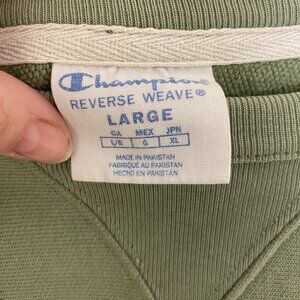 Champion
REVERSE WEAVE®
LARGE
CA MEX JPN
L/G G XL
MADE IN PAKISTAN
FABRIQUÉ AU PAKISTAN
HECHO EN PAKISTAN